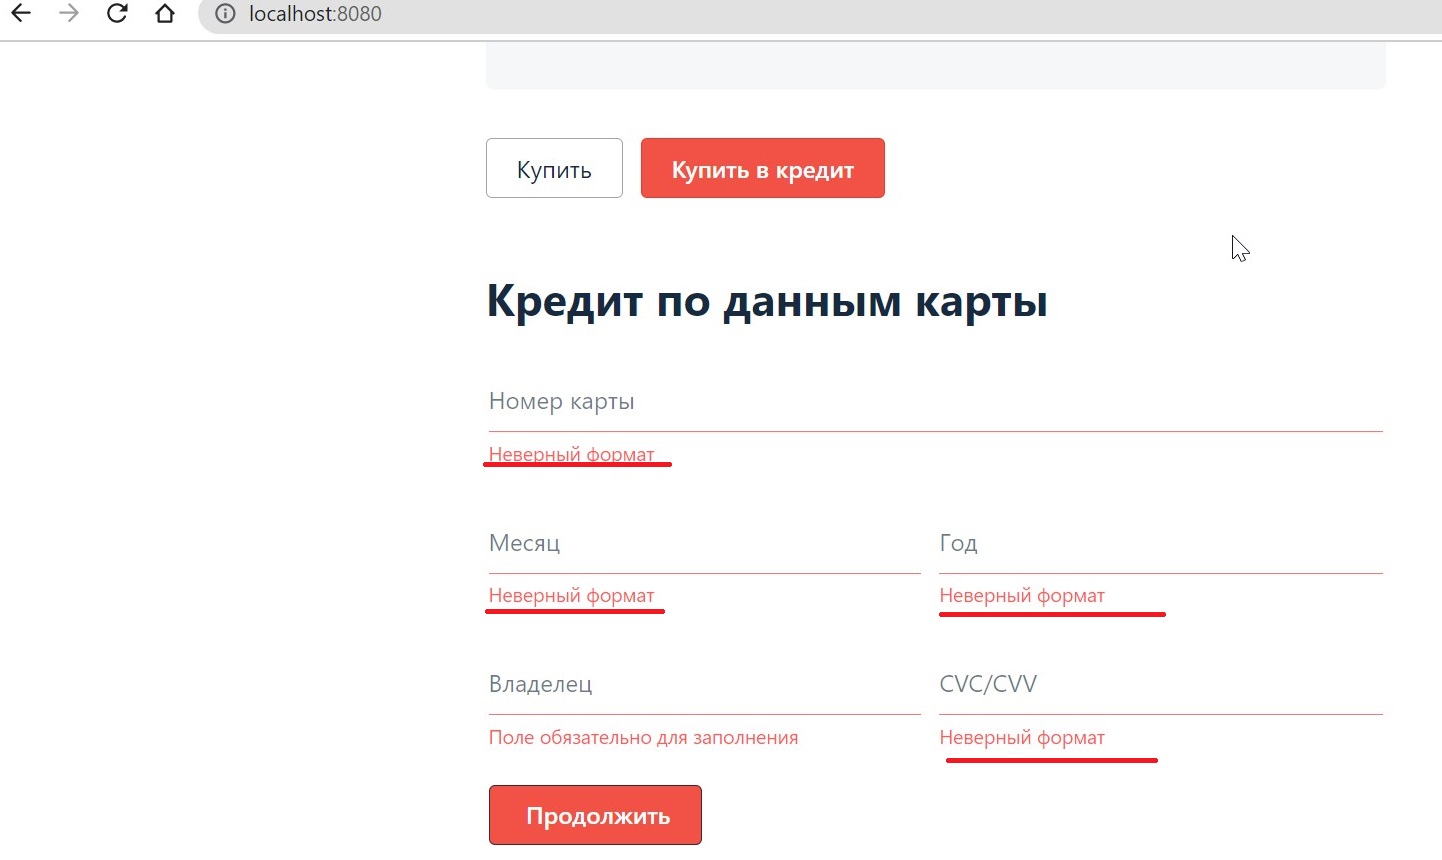 localhost:8080
Купить Купить в кредит
Кредит по данным карты
Номер карты
Неверный формат
Месяц Год
Неверный формат Неверный формат
Владелец CVC/CVV
Поле обязательно для заполнения Неверный формат
Продолжить